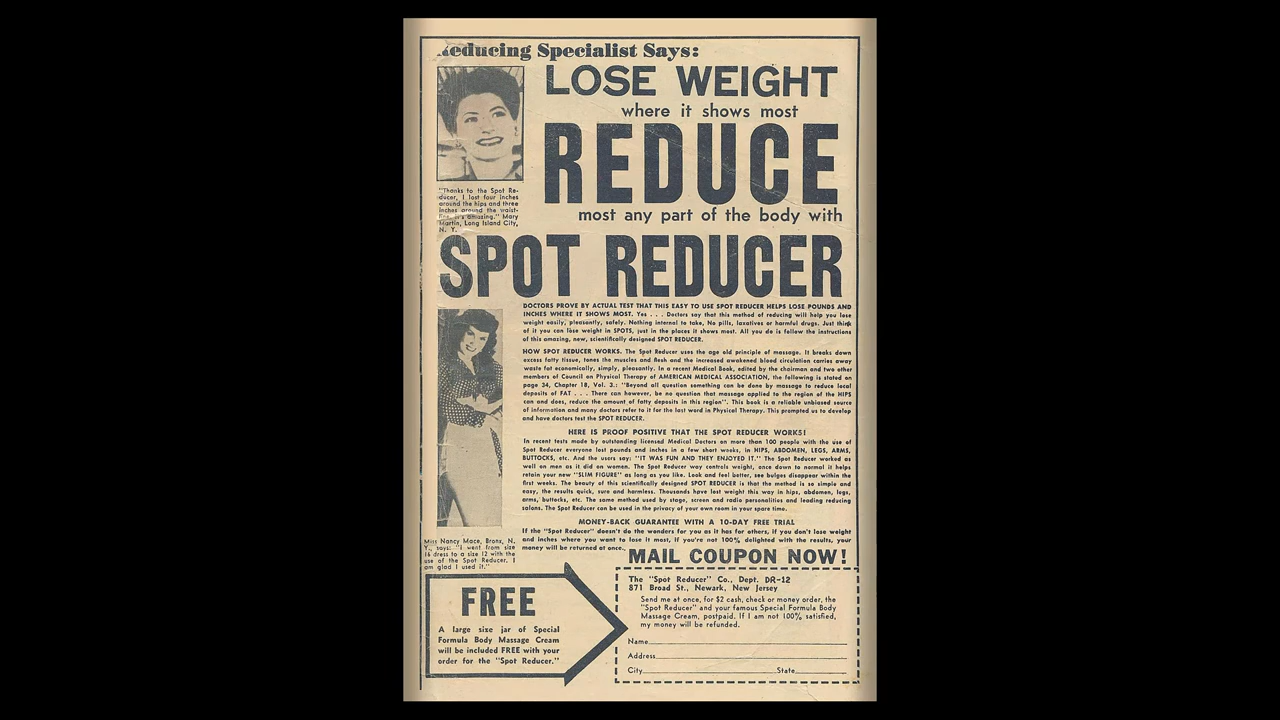 Reducing Specialist Says:
LOSE WEIGHT
where it shows most
REDUCE
most any part of the body with
SPOT REDUCER
"Thanks to the Spot Re-
ducer, I lost four inches
around the hips and three
inches around the waist-
line, it's amazing." Mary
Martin, Long Island City,
N. Y.
DOCTORS PROVE BY ACTUAL TEST THAT THIS EASY TO USE SPOT REDUCER HELPS LOSE POUNDS AND
INCHES WHERE IT SHOWS MOST. Yes . . . Doctors say that this method of reducing will help you lose
weight easily, pleasantly, safely. Nothing internal to take, No pills, laxatives or harmful drugs. Just think
of it you can lose weight in SPOTS, just in the places it shows most. All you do is follow the instructions
of this amazing, new, scientifically designed SPOT REDUCER.
HOW SPOT REDUCER WORKS. The Spot Reducer uses the age old principle of massage. It breaks down
excess fatty tissue, tones the muscles and flesh and the increased awakened blood circulation carries away
waste fat economically, simply, pleasantly. In a recent Medical Book, edited by the chairman and two other
members of Council on Physical Therapy of AMERICAN MEDICAL ASSOCIATION, the following is stated on
page 34, Chapter 18, Vol. 3.: "Beyond all question something can be done by massage to reduce local
deposits of FAT . . . There can however, be no question that massage applied to the region of the HIPS
can and does, reduce the amount of fatty deposits in this region". This book is a reliable unbiased source
of information and many doctors refer to it for the last word in Physical Therapy. This prompted us to develop
and have doctors test the SPOT REDUCER.
HERE IS PROOF POSITIVE THAT THE SPOT REDUCER WORKS!
In recent tests made by outstanding licensed Medical Doctors on more than 100 people with the use of
Spot Reducer everyone lost pounds and inches in a few short weeks, in HIPS, ABDOMEN, LEGS, ARMS,
BUTTOCKS, etc. And the users say: "IT WAS FUN AND THEY ENJOYED IT." The Spot Reducer worked as
well on men as it did on women. The Spot Reducer way controls weight, once down to normal it helps
retain your new "SLIM FIGURE" as long as you like. Look and feel better, see bulges disappear within the
first weeks. The beauty of this scientifically designed SPOT REDUCER is that the method is so simple and
easy, the results quick, sure and harmless. Thousands have lost weight this way in hips, abdomen, legs,
arms, buttocks, etc. The same method used by stage, screen and radio personalities and leading reducing
salons. The Spot Reducer can be used in the privacy of your own room in your spare time.
MONEY-BACK GUARANTEE WITH A 10-DAY FREE TRIAL
If the "Spot Reducer" doesn't do the wonders for you as it has for others, if you don't lose weight
and inches where you want to lose it most, if you're not 100% delighted with the results, your
money will be returned at once.
Miss Nancy Mace, Bronx, N.
Y., says: "I went from size
16 dress to a size 12 with the
use of the Spot Reducer. I
am glad I used it."
MAIL COUPON NOW!
FREE
A large size jar of Special
Formula Body Massage Cream
will be included FREE with your
order for the "Spot Reducer."
The "Spot Reducer" Co., Dept. DR-12
871 Broad St., Newark, New Jersey
Send me at once, for $2 cash, check or money order, the
"Spot Reducer" and your famous Special Formula Body
Massage Cream, postpaid. If I am not 100% satisfied,
my money will be refunded.
Name
Address
City State